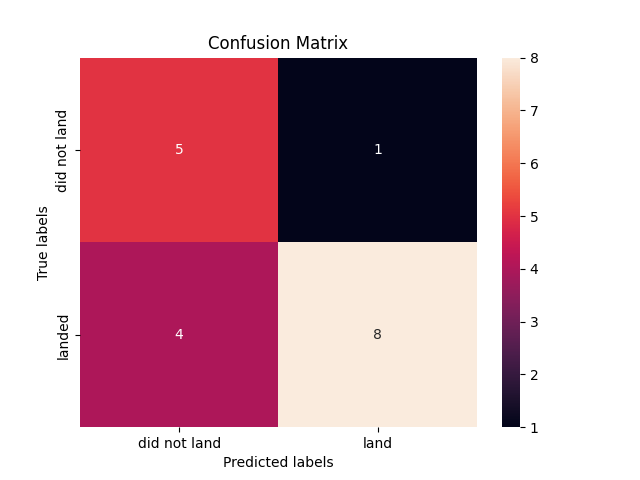 Confusion Matrix
True labels
did not land
landed
5
1
4
8
did not land
land
Predicted labels
8
7
6
5
4
3
2
1